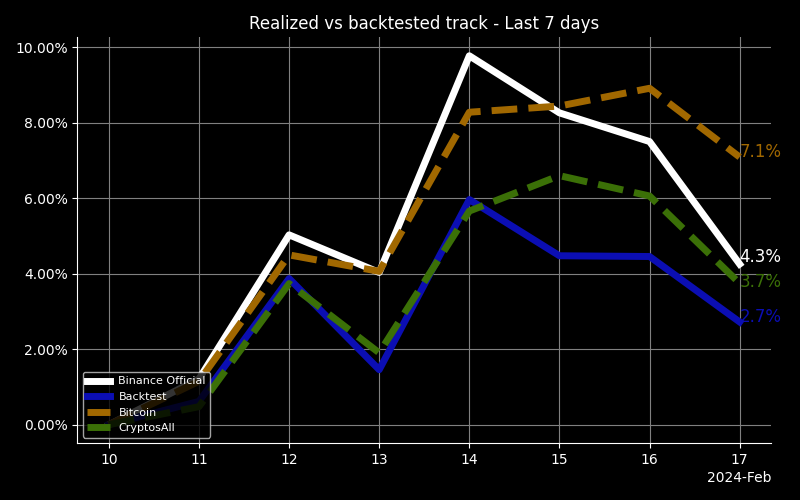 Realized vs backtested track - Last 7 days
10.00%
8.00%
6.00%
4.00%
2.00%
0.00%
7.1%
4.3%
3.7%
2.7%
Binance Official
Backtest
Bitcoin
CryptosAll
10 11 12 13 14 15 16 17
2024-Feb